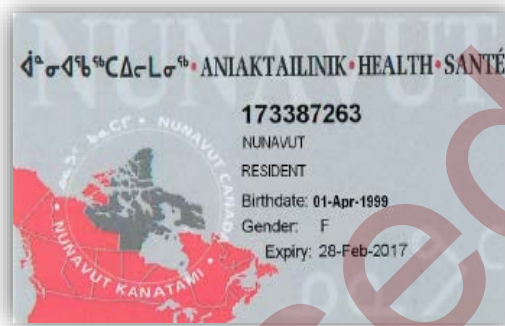 NUNAVUT
ᐋᓐᓂᐊᖃᖅᑕᐃᓕᒪᓂᖅ • ANIAKTAILINIK • HEALTH • SANTÉ
173387263
NUNAVUT
RESIDENT
Birthdate: 01-Apr-1999
Gender: F
Expiry: 28-Feb-2017
NUNAVUT CANADA
NUNAVUT KANATAMI